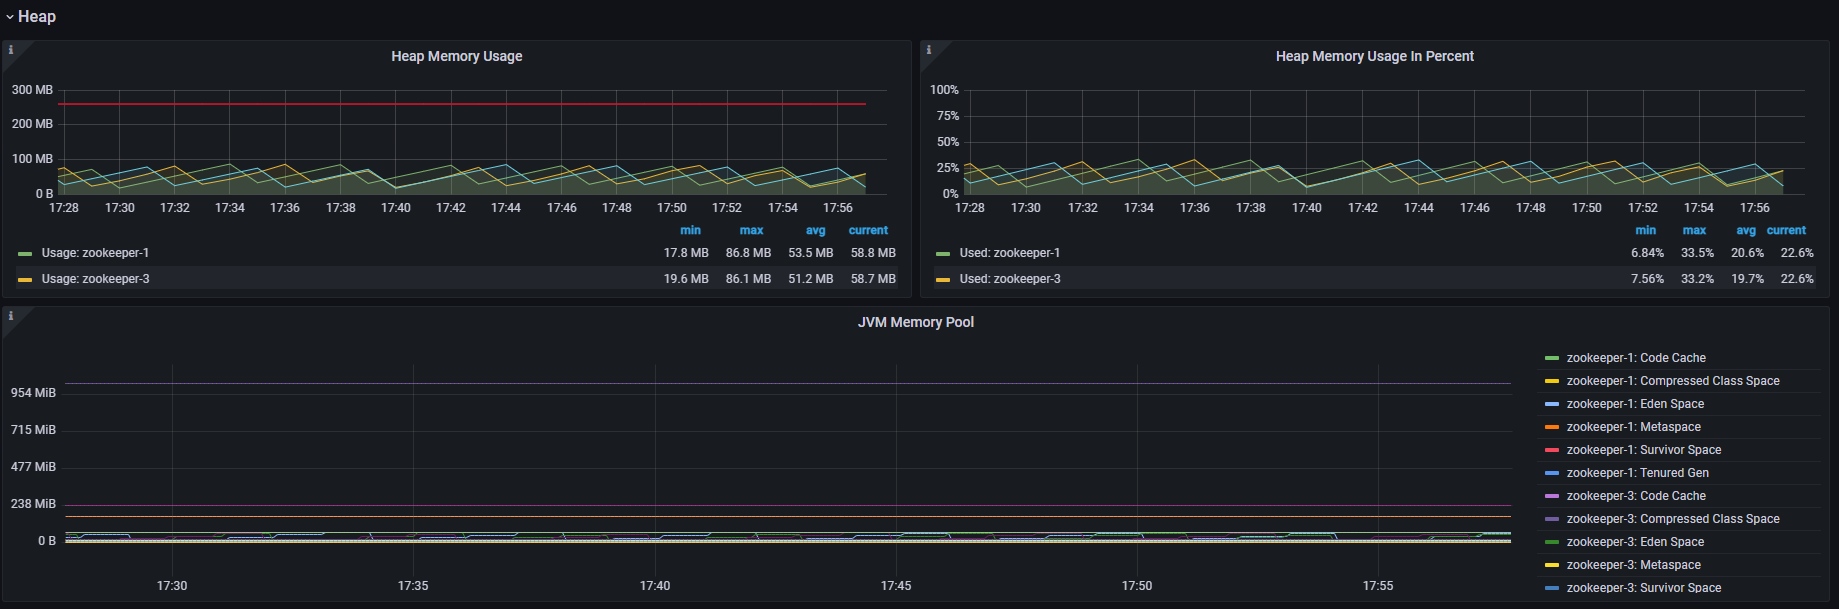 Heap
Heap Memory Usage
300 MB
200 MB
100 MB
0 B
17:28 17:30 17:32 17:34 17:36 17:38 17:40 17:42 17:44 17:46 17:48 17:50 17:52 17:54 17:56
min max avg current
Usage: zookeeper-1 17.8 MB 86.8 MB 53.5 MB 58.8 MB
Usage: zookeeper-3 19.6 MB 86.1 MB 51.2 MB 58.7 MB
Heap Memory Usage In Percent
100%
75%
50%
25%
0%
17:28 17:30 17:32 17:34 17:36 17:38 17:40 17:42 17:44 17:46 17:48 17:50 17:52 17:54 17:56
min max avg current
Used: zookeeper-1 6.84% 33.5% 20.6% 22.6%
Used: zookeeper-3 7.56% 33.2% 19.7% 22.6%
JVM Memory Pool
954 MiB
715 MiB
477 MiB
238 MiB
0 B
17:30 17:35 17:40 17:45 17:50 17:55
zookeeper-1: Code Cache
zookeeper-1: Compressed Class Space
zookeeper-1: Eden Space
zookeeper-1: Metaspace
zookeeper-1: Survivor Space
zookeeper-1: Tenured Gen
zookeeper-3: Code Cache
zookeeper-3: Compressed Class Space
zookeeper-3: Eden Space
zookeeper-3: Metaspace
zookeeper-3: Survivor Space